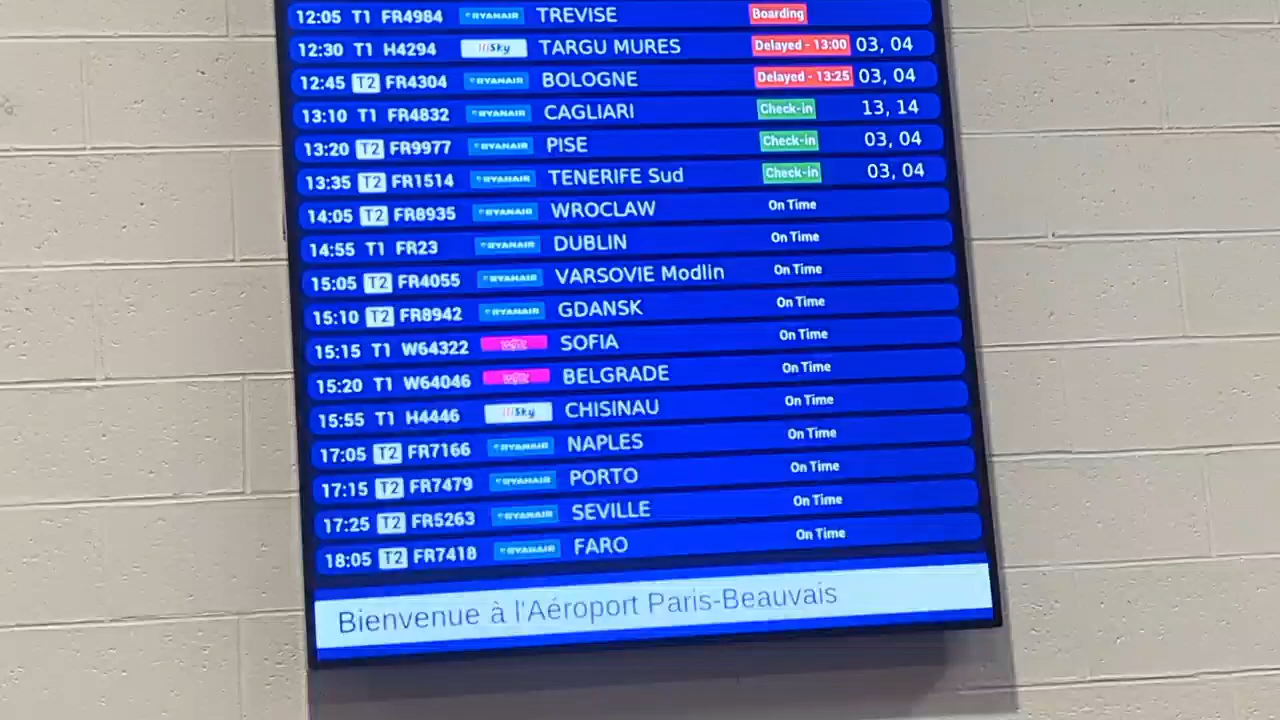 12:05 T1 FR4984 RYANAIR TREVISE Boarding
12:30 T1 H4294 HiSky TARGU MURES Delayed - 13:00 03, 04
12:45 T2 FR4304 RYANAIR BOLOGNE Delayed - 13:25 03, 04
13:10 T1 FR4832 RYANAIR CAGLIARI Check-in 13, 14
13:20 T2 FR9977 RYANAIR PISE Check-in 03, 04
13:35 T2 FR1514 RYANAIR TENERIFE Sud Check-in 03, 04
14:05 T2 FR8935 RYANAIR WROCLAW On Time
14:55 T1 FR23 RYANAIR DUBLIN On Time
15:05 T2 FR4055 RYANAIR VARSOVIE Modlin On Time
15:10 T2 FR8942 RYANAIR GDANSK On Time
15:15 T1 W64322 WIZZ SOFIA On Time
15:20 T1 W64046 WIZZ BELGRADE On Time
15:55 T1 H4446 HiSky CHISINAU On Time
17:05 T2 FR7166 RYANAIR NAPLES On Time
17:15 T2 FR7479 RYANAIR PORTO On Time
17:25 T2 FR5263 RYANAIR SEVILLE On Time
18:05 T2 FR7418 RYANAIR FARO On Time
Bienvenue à l'Aéroport Paris-Beauvais